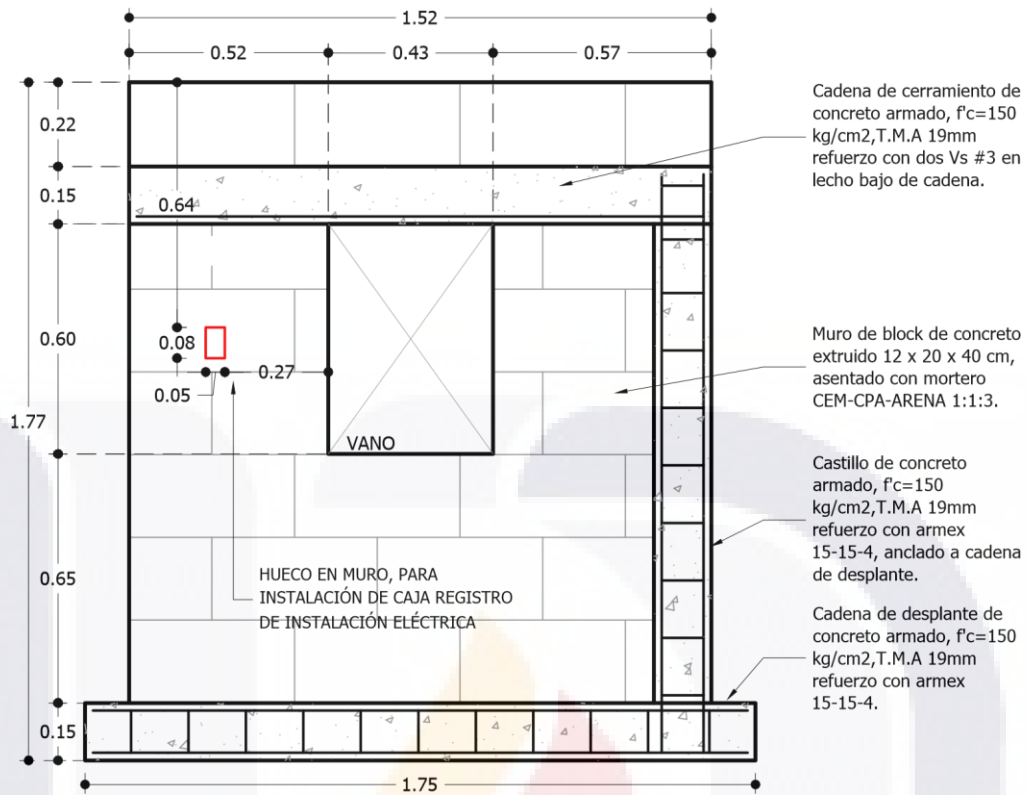 1.52
0.52
0.43
0.57
0.22
0.15
0.64
0.60
0.08
0.27
0.05
1.77
VANO
0.65
HUECO EN MURO, PARA
INSTALACIÓN DE CAJA REGISTRO
DE INSTALACIÓN ELÉCTRICA
0.15
1.75
Cadena de cerramiento de
concreto armado, f'c=150
kg/cm2,T.M.A 19mm
refuerzo con dos Vs #3 en
lecho bajo de cadena.
Muro de block de concreto
extruido 12 x 20 x 40 cm,
asentado con mortero
CEM-CPA-ARENA 1:1:3.
Castillo de concreto
armado, f'c=150
kg/cm2,T.M.A 19mm
refuerzo con armex
15-15-4, anclado a cadena
de desplante.
Cadena de desplante de
concreto armado, f'c=150
kg/cm2,T.M.A 19mm
refuerzo con armex
15-15-4.